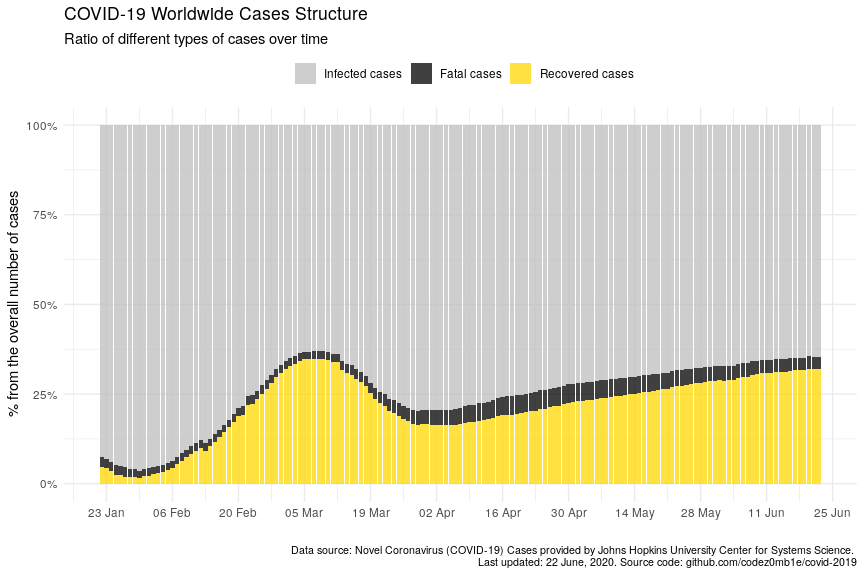 COVID-19 Worldwide Cases Structure
Ratio of different types of cases over time
Infected cases Fatal cases Recovered cases
% from the overall number of cases
100%
75%
50%
25%
0%
23 Jan 06 Feb 20 Feb 05 Mar 19 Mar 02 Apr 16 Apr 30 Apr 14 May 28 May 11 Jun 25 Jun
Data source: Novel Coronavirus (COVID-19) Cases provided by Johns Hopkins University Center for Systems Science.
Last updated: 22 June, 2020. Source code: github.com/codez0mb1e/covid-2019